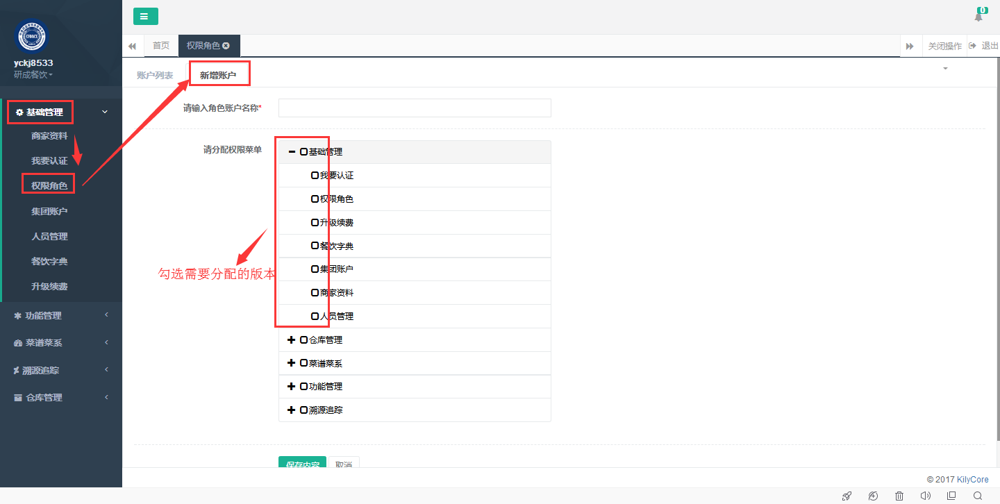 0
首页
权限角色
关闭操作
退出
yckj8533
研成餐饮
账户列表
新增账户
基础管理
商家资料
我要认证
权限角色
集团账户
人员管理
餐饮字典
升级续费
功能管理
菜谱菜系
溯源追踪
仓库管理
请输入角色账户名称*
请分配权限菜单
基础管理
我要认证
权限角色
升级续费
餐饮字典
集团账户
商家资料
人员管理
仓库管理
菜谱菜系
功能管理
溯源追踪
勾选需要分配的版本
保存内容
取消
© 2017 KilyCore